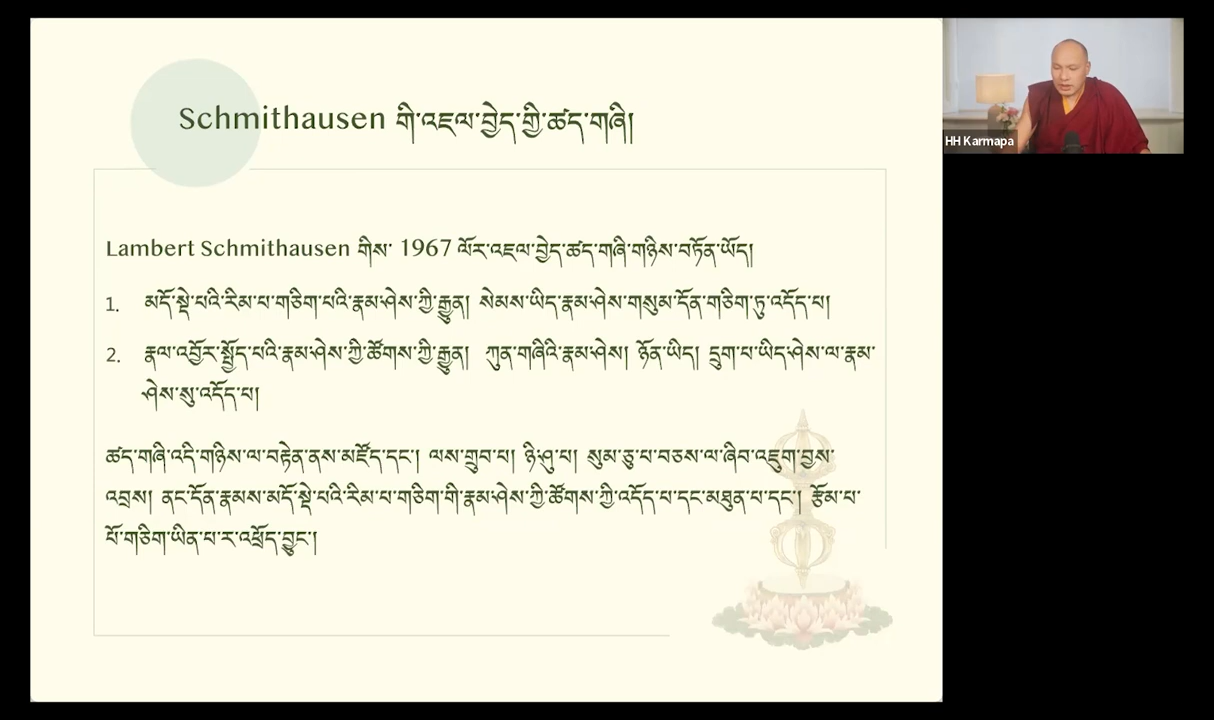 Schmithausen གི་འཇལ་བྱེད་ཀྱི་ཚད་གཞི།
HH Karmapa
Lambert Schmithausen གིས་ 1967 ལོར་འཇལ་བྱེད་ཚད་གཞི་གཉིས་བཏོན་ཡོད།
1. མདོ་སྡེ་པའི་རིམ་པ་གཅིག་པའི་རྣམ་ཤེས་ཀྱི་རྒྱུན། སེམས་ཡིད་རྣམ་ཤེས་གསུམ་དོན་གཅིག་ཏུ་འདོད་པ།
2. རྣལ་འབྱོར་སྤྱོད་པའི་རྣམ་ཤེས་ཀྱི་ཚོགས་ཀྱི་རྒྱུན། ཀུན་གཞིའི་རྣམ་ཤེས། ཉོན་ཡིད། དྲུག་པ་ཡིད་ཤེས་ལ་རྣམ་
ཤེས་སུ་འདོད་པ།
ཚད་གཞི་འདི་གཉིས་ལ་བརྟེན་ནས་མཛོད་དང་། ལས་གྲུབ་པ། ཉི་ཤུ་པ། སུམ་ཅུ་པ་བཅས་ལ་ཞིབ་འཇུག་བྱས་
འབྲས། ནང་དོན་རྣམས་མདོ་སྡེ་པའི་རིམ་པ་གཅིག་གི་རྣམ་ཤེས་ཀྱི་ཚོགས་ཀྱི་འདོད་པ་དང་མཐུན་པ་དང་། རྩོམ་པ་
པོ་གཅིག་ཡིན་པ་ར་འཕྲོད་བྱུང་།